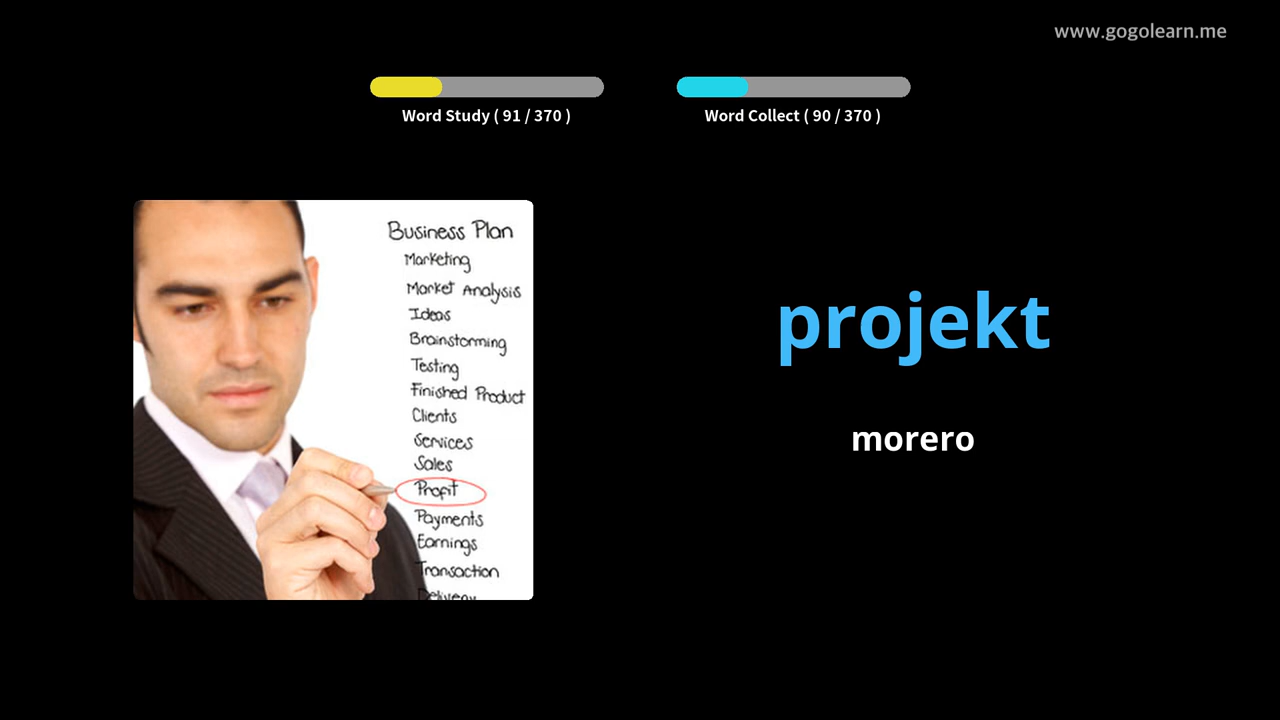 www.gogolearn.me
Word Study ( 91 / 370 )
Word Collect ( 90 / 370 )
Business Plan
Marketing
Market Analysis
Ideas
Brainstorming
Testing
Finished Product
Clients
Services
Sales
Profit
Payments
Earnings
Transaction
Delivery
projekt
morero